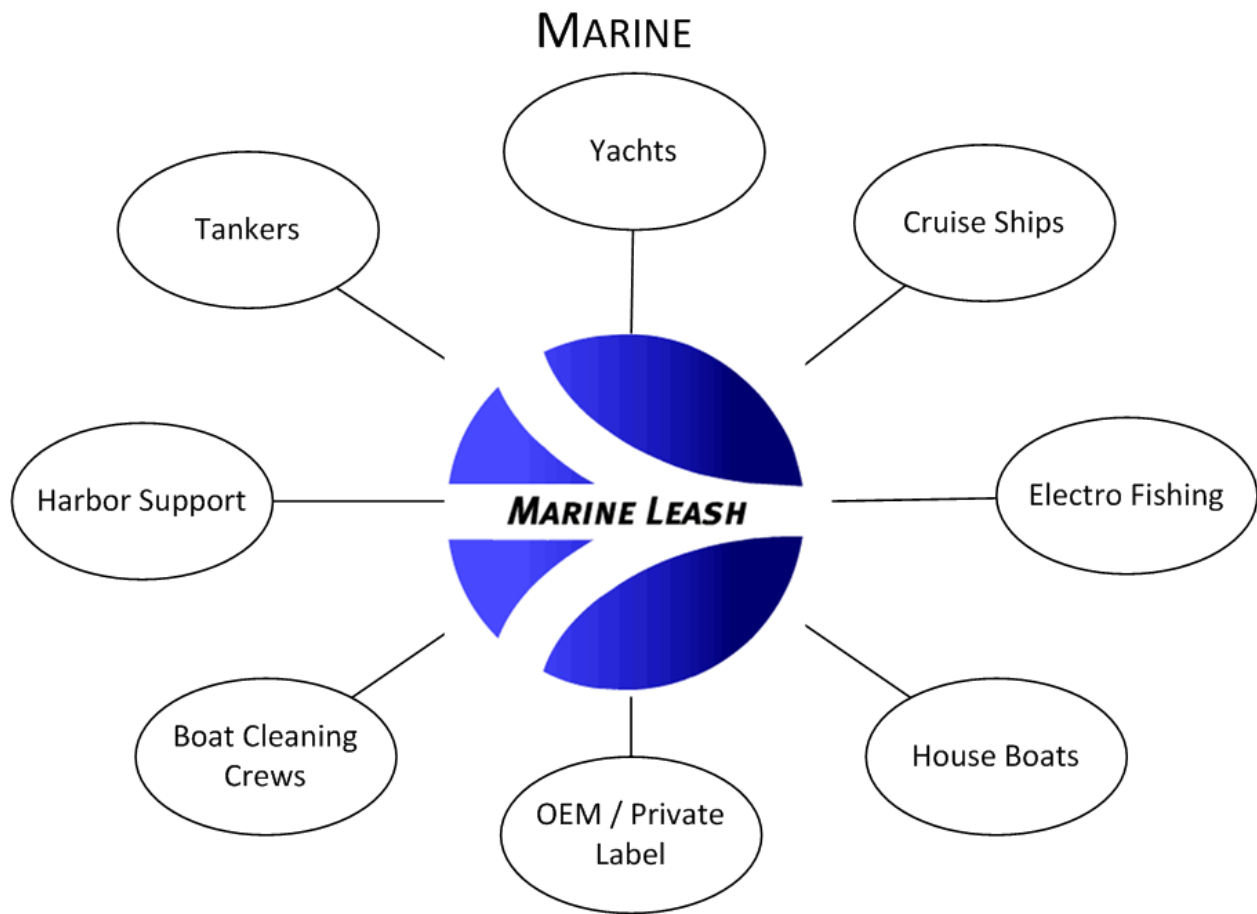 MARINE
Yachts
Tankers
Cruise Ships
Harbor Support
MARINE LEASH
Electro Fishing
Boat Cleaning
Crews
House Boats
OEM / Private
Label